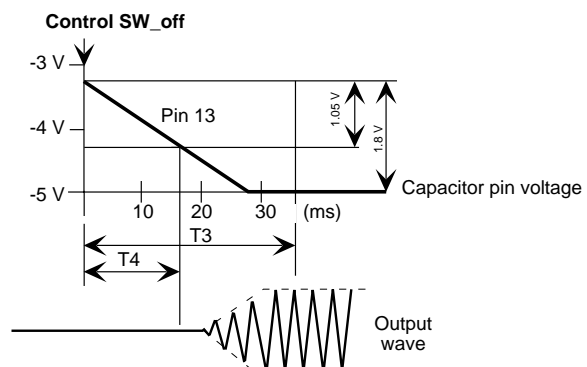 Control SW_off
-3 V
-4 V
-5 V
Pin 13
1.05 V
1.8 V
Capacitor pin voltage
10 20 30 (ms)
T3
T4
Output
wave